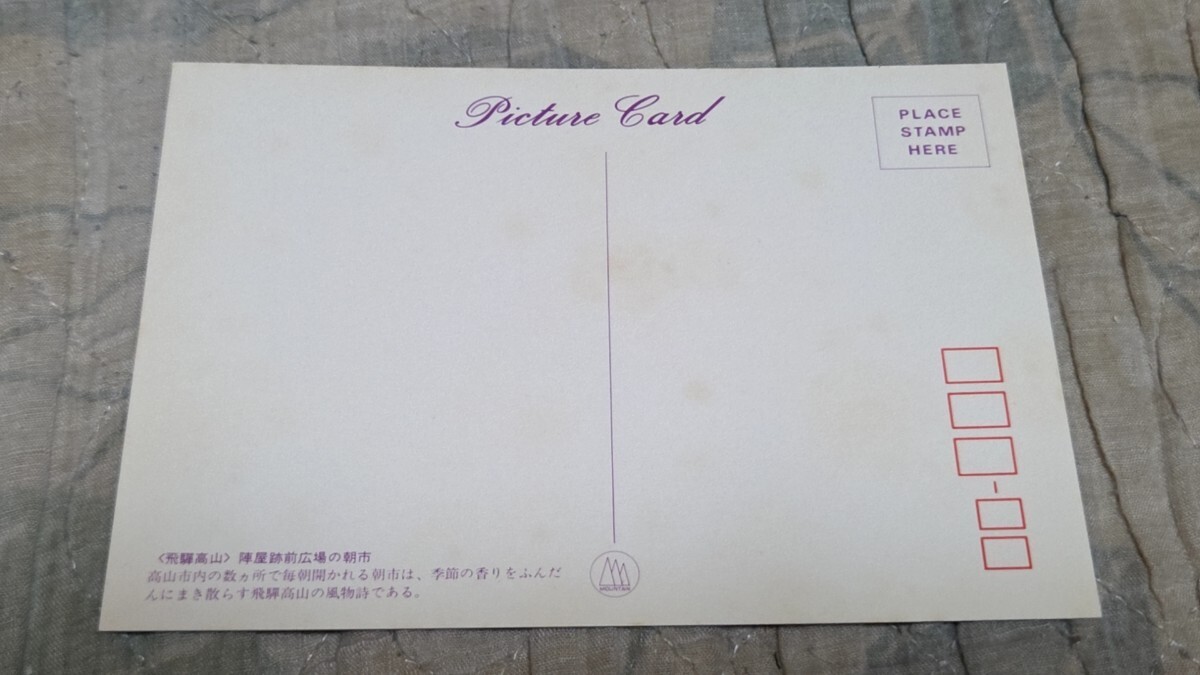 Picture Card
PLACE
STAMP
HERE
〈飛騨高山〉 陣屋跡前広場の朝市
高山市内の数ヵ所で毎朝開かれる朝市は、季節の香りをふんだ
んにまき散らす飛騨高山の風物詩である。
MOUNTAIN